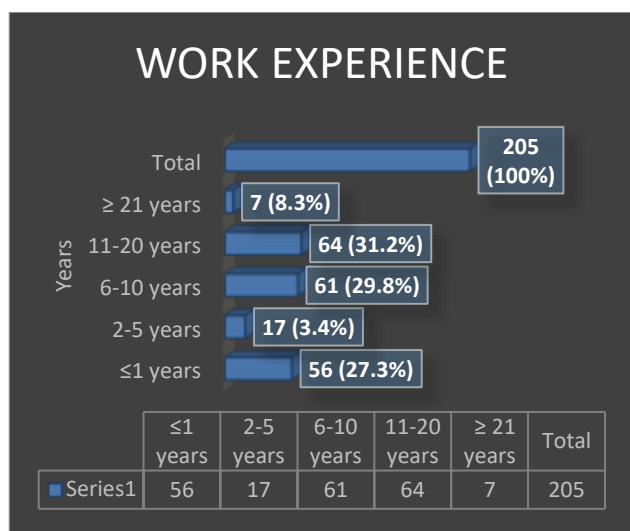 WORK EXPERIENCE
Years
Total
205
(100%)
≥ 21 years
7 (8.3%)
11-20 years
64 (31.2%)
6-10 years
61 (29.8%)
2-5 years
17 (3.4%)
≤1 years
56 (27.3%)
≤1
years
2-5
years
6-10
years
11-20
years
≥ 21
years
Total
Series1 56 17 61 64 7 205